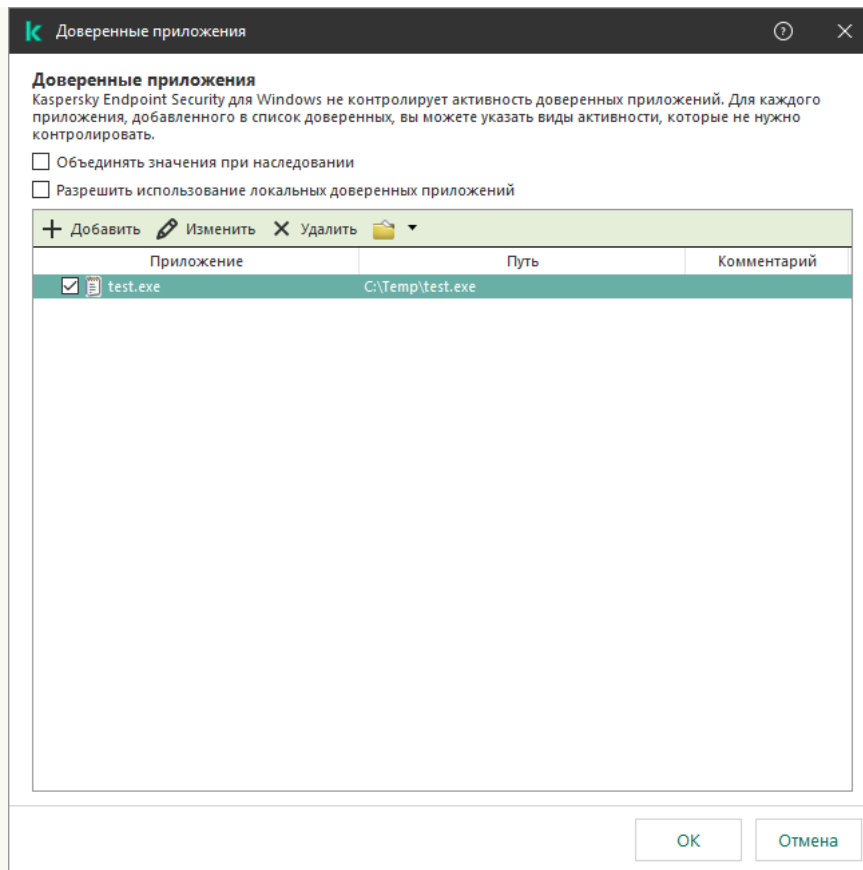 Доверенные приложения
Доверенные приложения
Kaspersky Endpoint Security для Windows не контролирует активность доверенных приложений. Для каждого
приложения, добавленного в список доверенных, вы можете указать виды активности, которые не нужно
контролировать.
Объединять значения при наследовании
Разрешить использование локальных доверенных приложений
Добавить Изменить Удалить
Приложение Путь Комментарий
test.exe C:\Temp\test.exe
OK Отмена